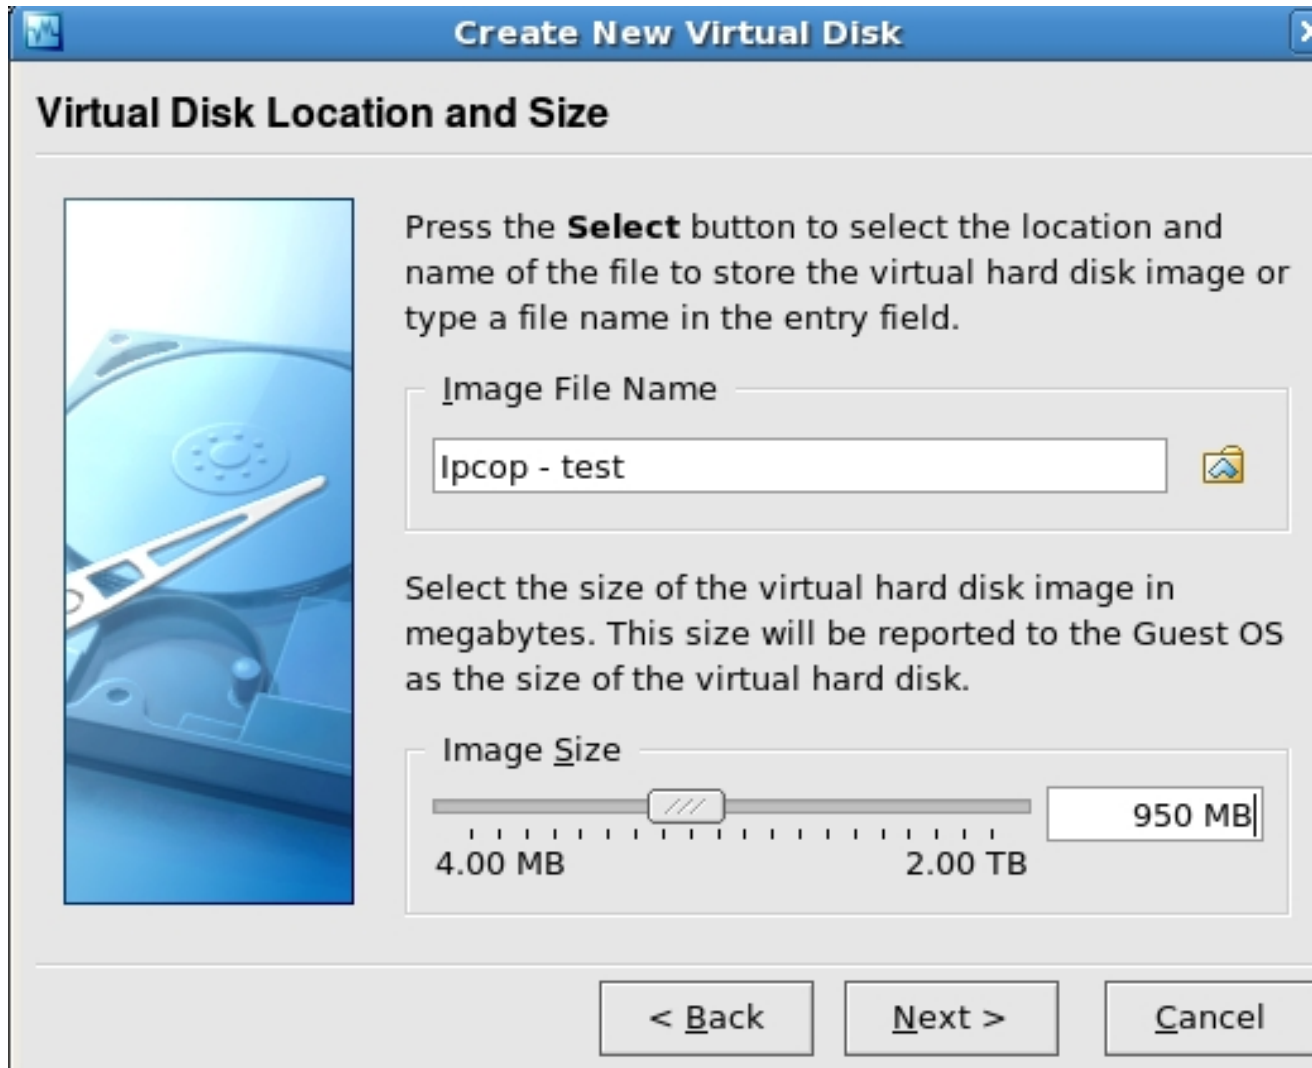 Create New Virtual Disk
Virtual Disk Location and Size
Press the Select button to select the location and
name of the file to store the virtual hard disk image or
type a file name in the entry field.
Image File Name
Ipcop - test
Select the size of the virtual hard disk image in
megabytes. This size will be reported to the Guest OS
as the size of the virtual hard disk.
Image Size
950 MB
4.00 MB 2.00 TB
< Back Next > Cancel